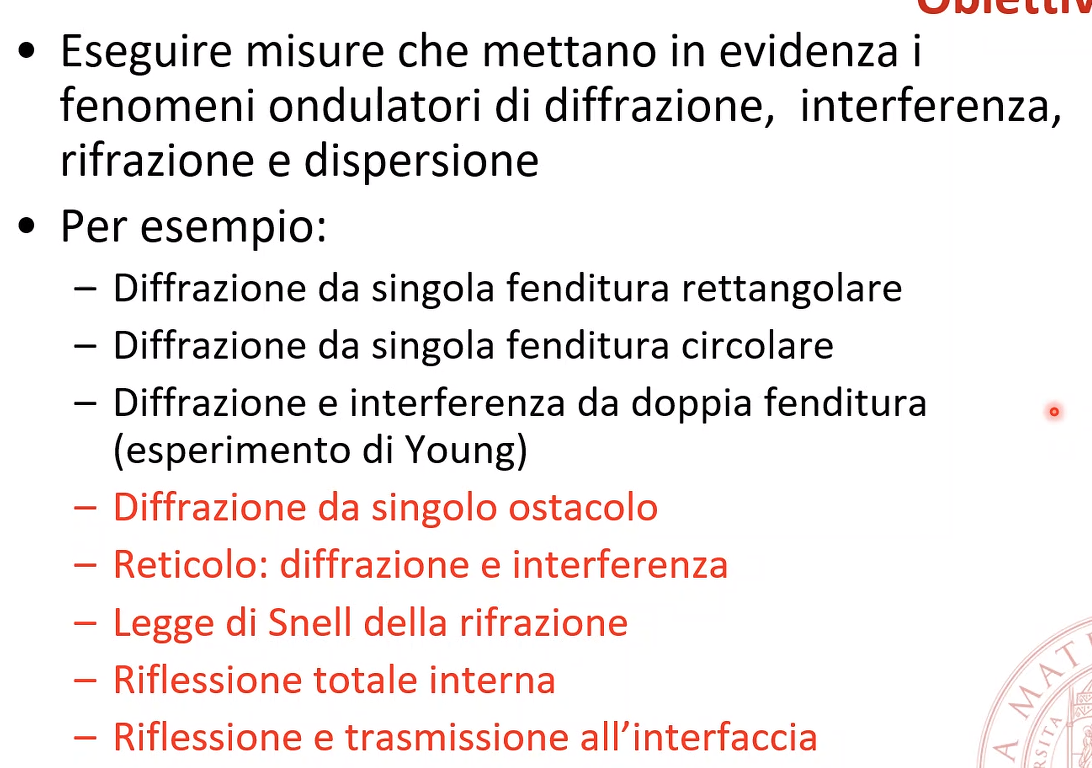 Obiettiv
• Eseguire misure che mettano in evidenza i
fenomeni ondulatori di diffrazione, interferenza,
rifrazione e dispersione
• Per esempio:
– Diffrazione da singola fenditura rettangolare
– Diffrazione da singola fenditura circolare
– Diffrazione e interferenza da doppia fenditura
(esperimento di Young)
– Diffrazione da singolo ostacolo
– Reticolo: diffrazione e interferenza
– Legge di Snell della rifrazione
– Riflessione totale interna
– Riflessione e trasmissione all’interfaccia
A MAT
RSITA